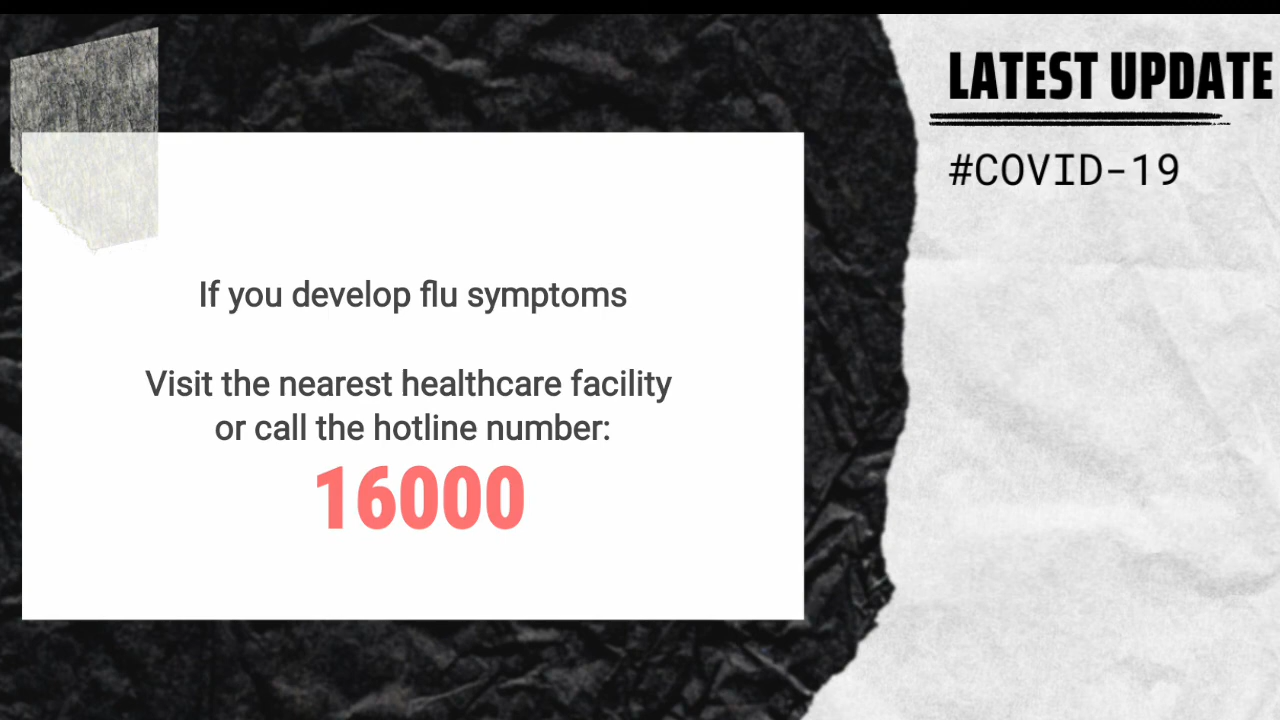 LATEST UPDATE
#COVID-19
If you develop flu symptoms
Visit the nearest healthcare facility
or call the hotline number:
16000